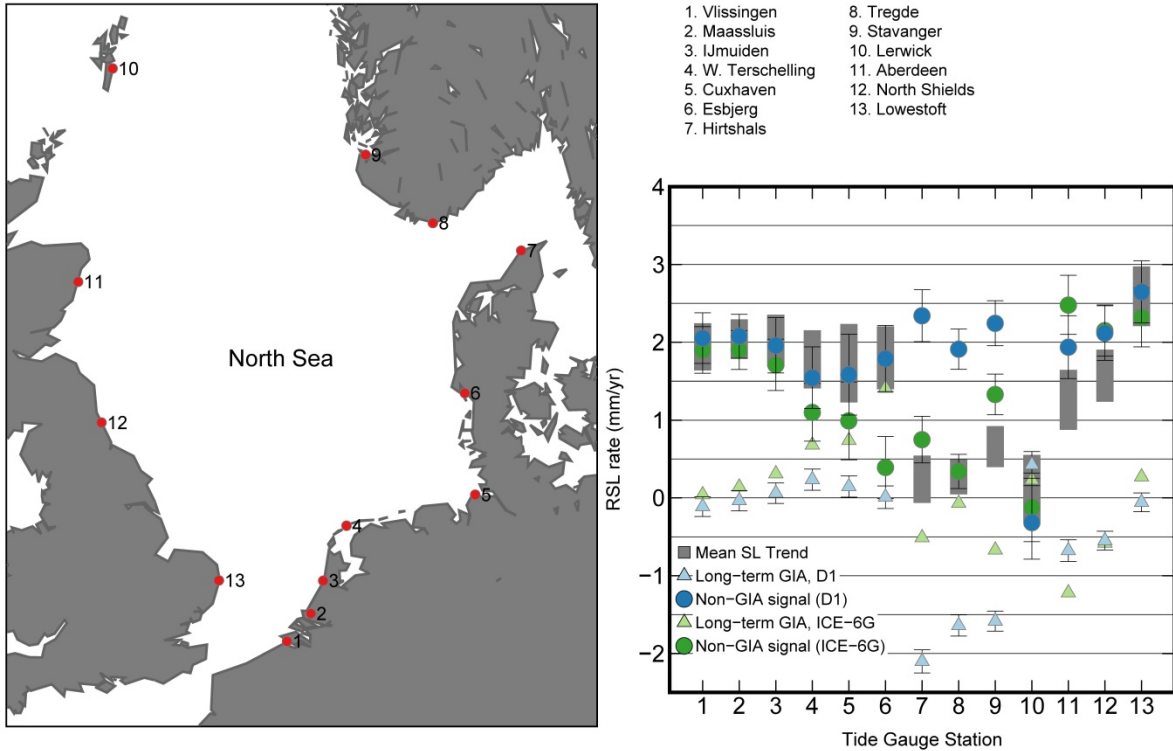 10
9
8
7
11
North Sea
6
12
5
4
13
3
2
1
1. Vlissingen
2. Maassluis
3. IJmuiden
4. W. Terschelling
5. Cuxhaven
6. Esbjerg
7. Hirtshals
8. Tregde
9. Stavanger
10. Lerwick
11. Aberdeen
12. North Shields
13. Lowestoft
RSL rate (mm/yr)
4
3
2
1
0
−1
−2
Mean SL Trend
Long−term GIA, D1
Non−GIA signal (D1)
Long−term GIA, ICE−6G
Non−GIA signal (ICE−6G)
1 2 3 4 5 6 7 8 9 10 11 12 13
Tide Gauge Station